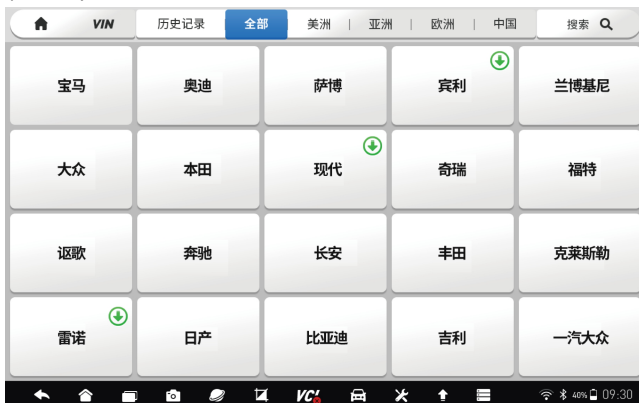 VIN 历史记录 全部 美洲 | 亚洲 | 欧洲 | 中国 搜索
宝马 奥迪 萨博 宾利 兰博基尼
大众 本田 现代 奇瑞 福特
讴歌 奔驰 长安 丰田 克莱斯勒
雷诺 日产 比亚迪 吉利 一汽大众
VCI 40% 09:30